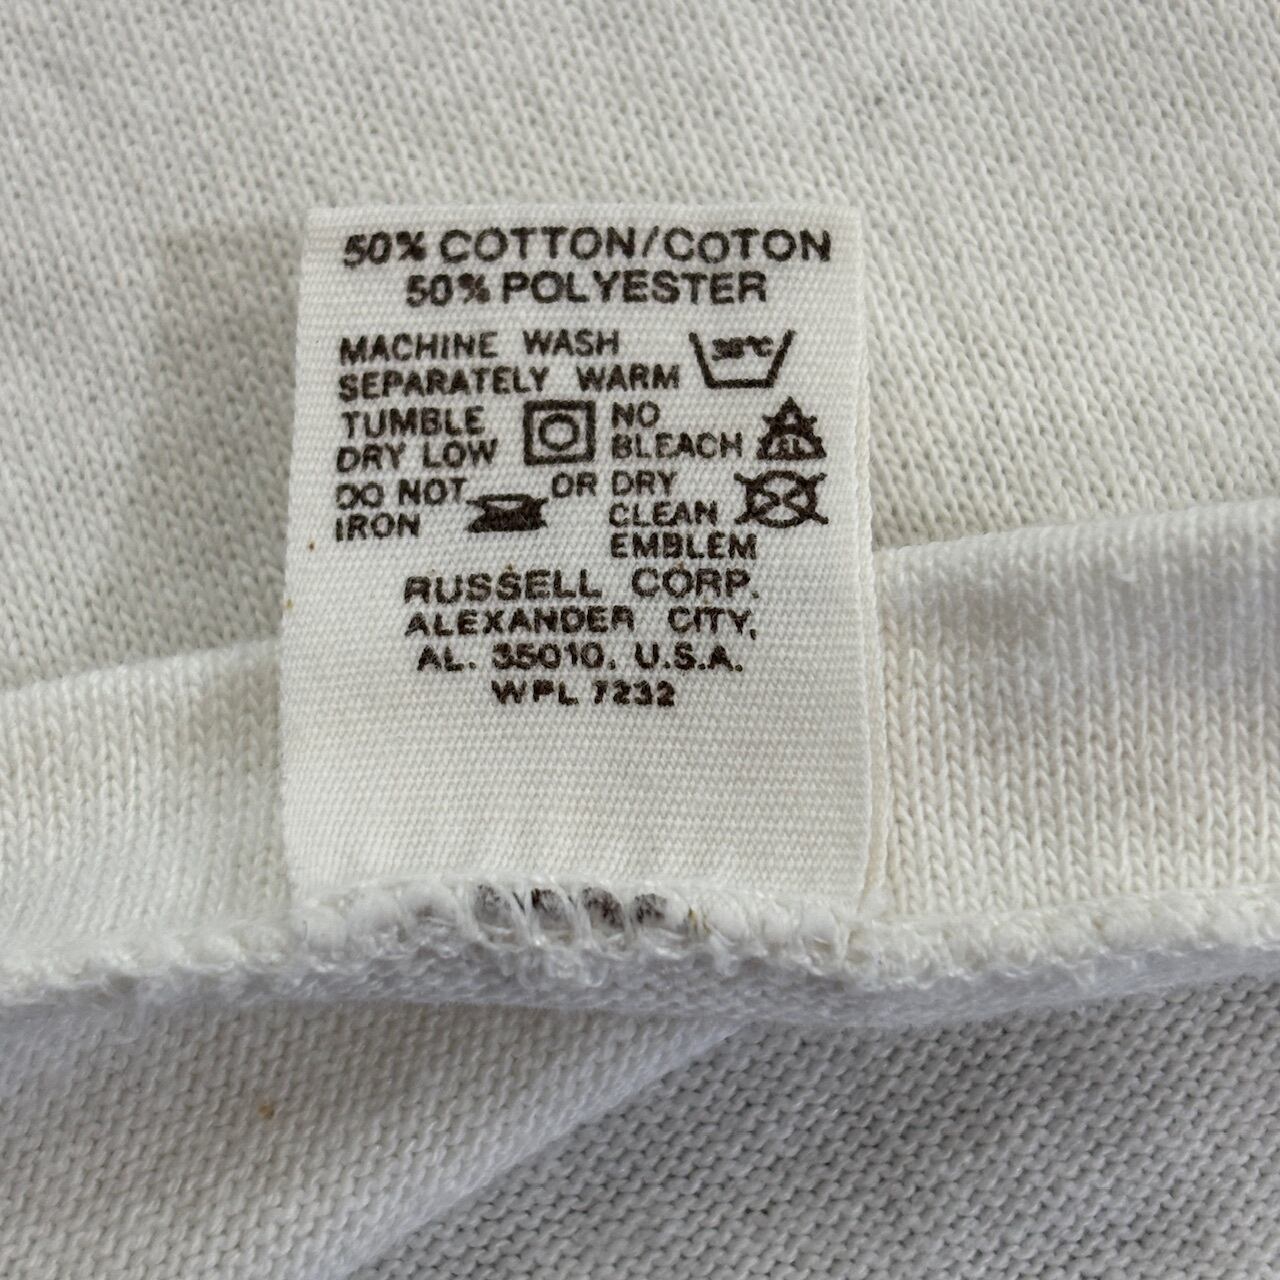 50% COTTON/COTON
50% POLYESTER
MACHINE WASH
SEPARATELY WARM
38°C
TUMBLE
DRY LOW
NO
BLEACH
DO NOT
IRON
OR DRY
CLEAN
EMBLEM
RUSSELL CORP.
ALEXANDER CITY,
AL. 35010, U.S.A.
WPL 7232